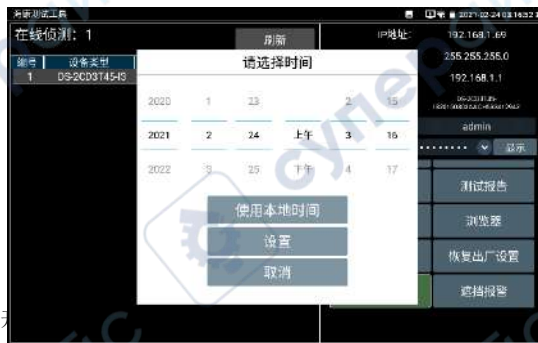 海康测试工具
2021-02-24 03:16:32
在线侦测: 1
刷新
IP地址:
192.168.1.69
编号
设备类型
255.255.255.0
1
DS-2CD3T45-I3
192.168.1.1
admin
显示
请选择时间
2020 1 23 2 15
2021 2 24 上午 3 16
2022 3 25 下午 4 17
使用本地时间
设置
取消
测试报告
浏览器
恢复出厂设置
遮挡报警